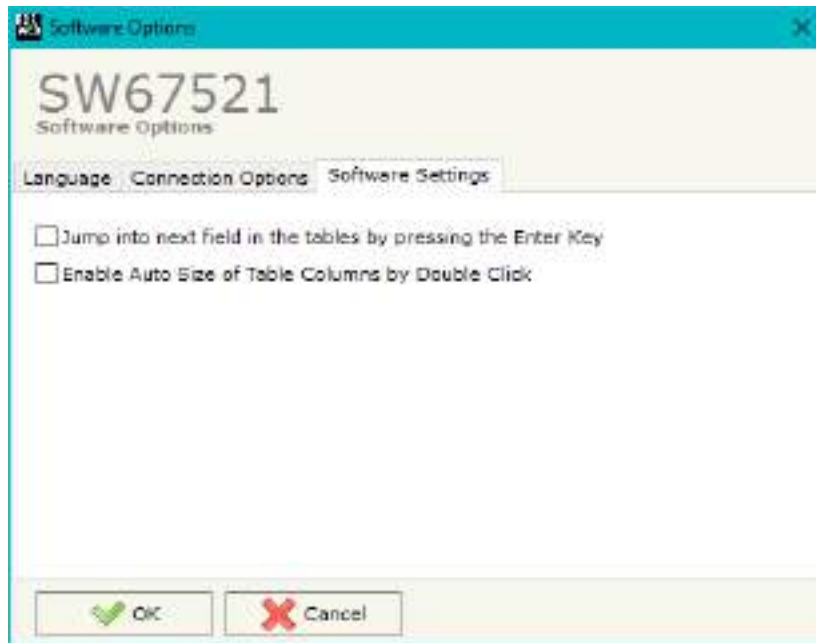 Software Options
SW67521
Software Options
Language Connection Options Software Settings
Jump into next field in the tables by pressing the Enter Key
Enable Auto Size of Table Columns by Double Click
OK Cancel